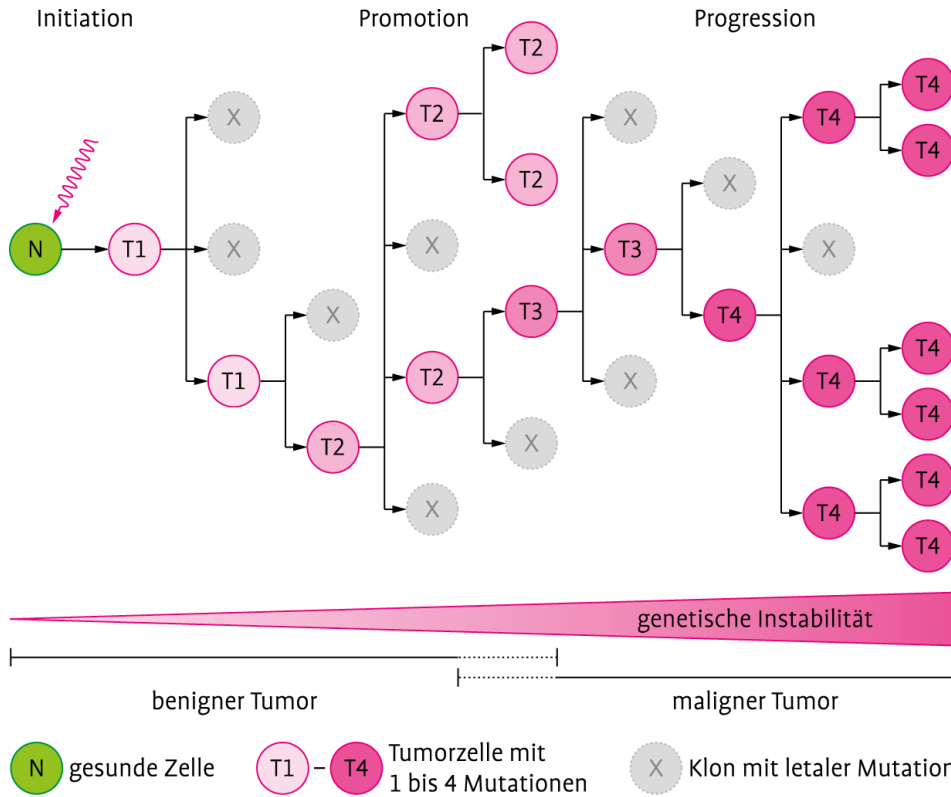 Initiation Promotion Progression
T2
T4
T2
X
X
T4
T4
T2
X
N
T1
X
X
T3
X
X
T3
T4
T2
T4
T4
T1
X
T4
T2
X
T4
X
T4
T4
genetische Instabilität
benigner Tumor
maligner Tumor
N gesunde Zelle
T1 – T4 Tumorzelle mit
1 bis 4 Mutationen
X Klon mit letaler Mutation